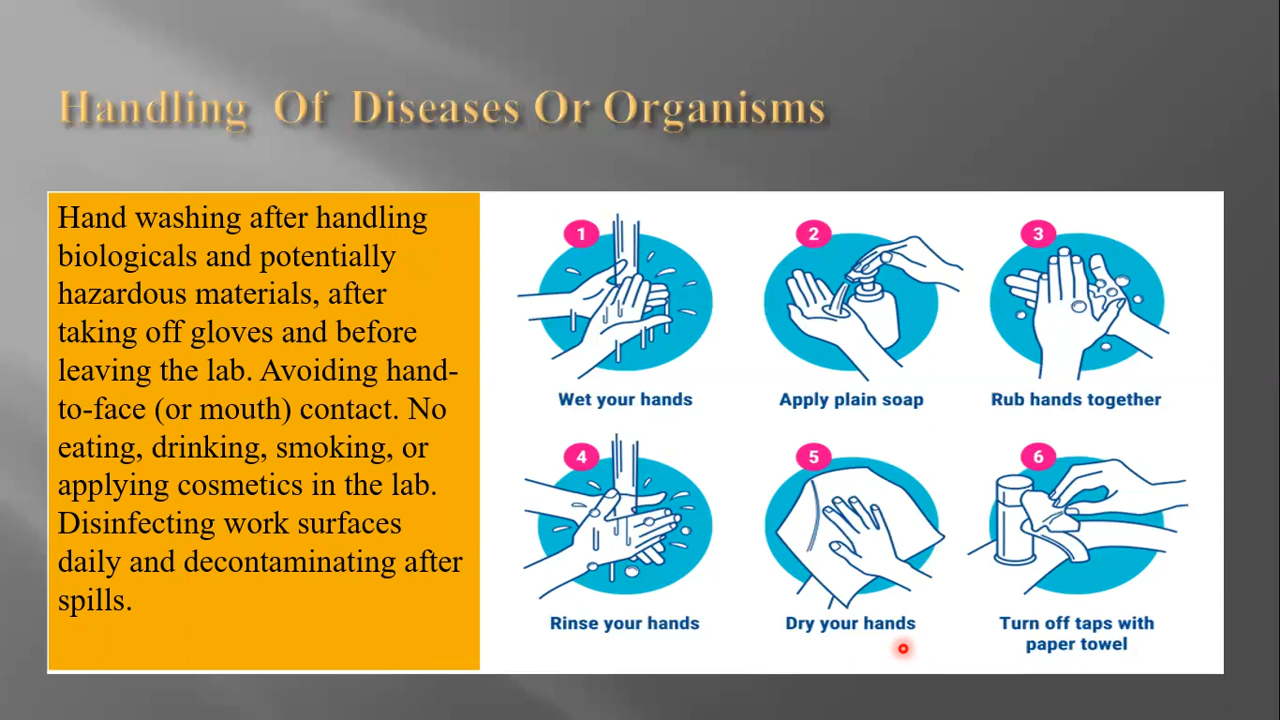 Handling Of Diseases Or Organisms
Hand washing after handling
biologicals and potentially
hazardous materials, after
taking off gloves and before
leaving the lab. Avoiding hand-
to-face (or mouth) contact. No
eating, drinking, smoking, or
applying cosmetics in the lab.
Disinfecting work surfaces
daily and decontaminating after
spills.
1
Wet your hands
2
Apply plain soap
3
Rub hands together
4
Rinse your hands
5
Dry your hands
6
Turn off taps with
paper towel